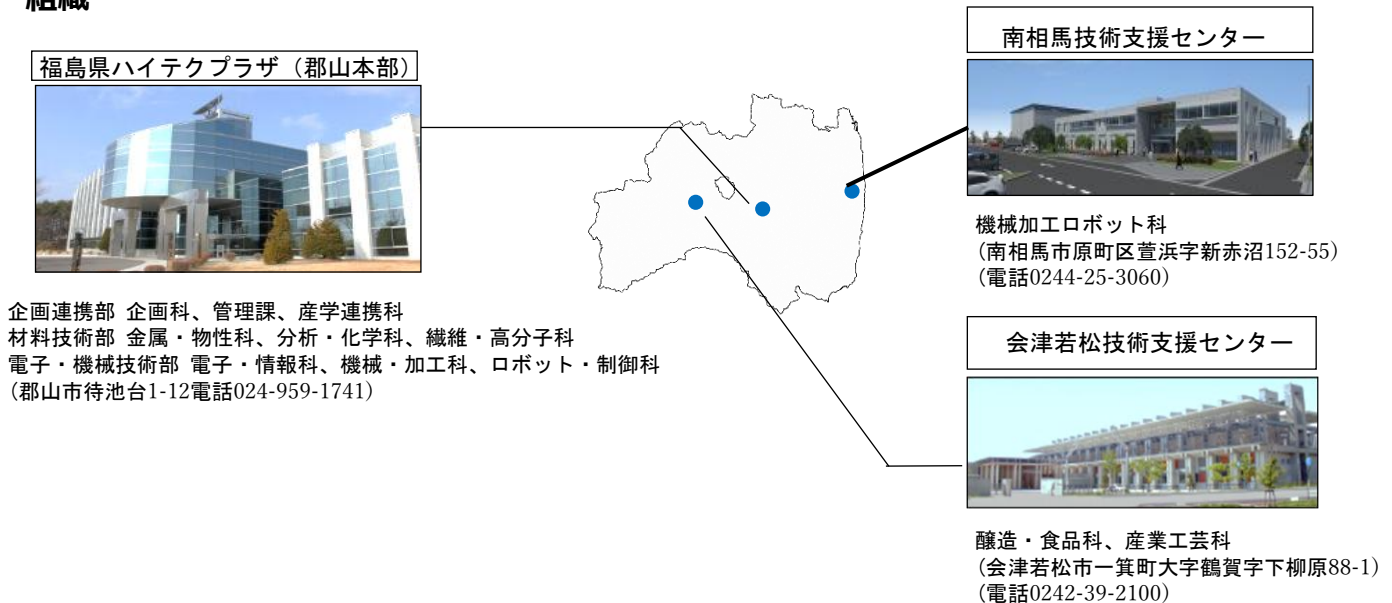 組織
福島県ハイテクプラザ（郡山本部）
企画連携部 企画科、管理課、産学連携科
材料技術部 金属・物性科、分析・化学科、繊維・高分子科
電子・機械技術部 電子・情報科、機械・加工科、ロボット・制御科
(郡山市待池台1-12電話024-959-1741)
南相馬技術支援センター
機械加工ロボット科
(南相馬市原町区萱浜字新赤沼152-55)
(電話0244-25-3060)
会津若松技術支援センター
醸造・食品科、産業工芸科
(会津若松市一箕町大字鶴賀字下柳原88-1)
(電話0242-39-2100)